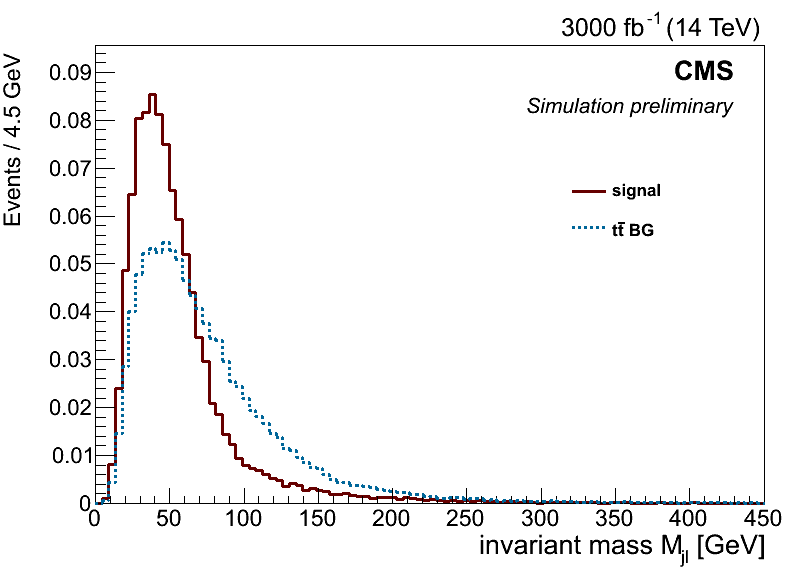 3000 fb-1 (14 TeV)
Events / 4.5 GeV
CMS
Simulation preliminary
signal
tt̄ BG
0.09
0.08
0.07
0.06
0.05
0.04
0.03
0.02
0.01
0
0 50 100 150 200 250 300 350 400 450
invariant mass Mjl [GeV]